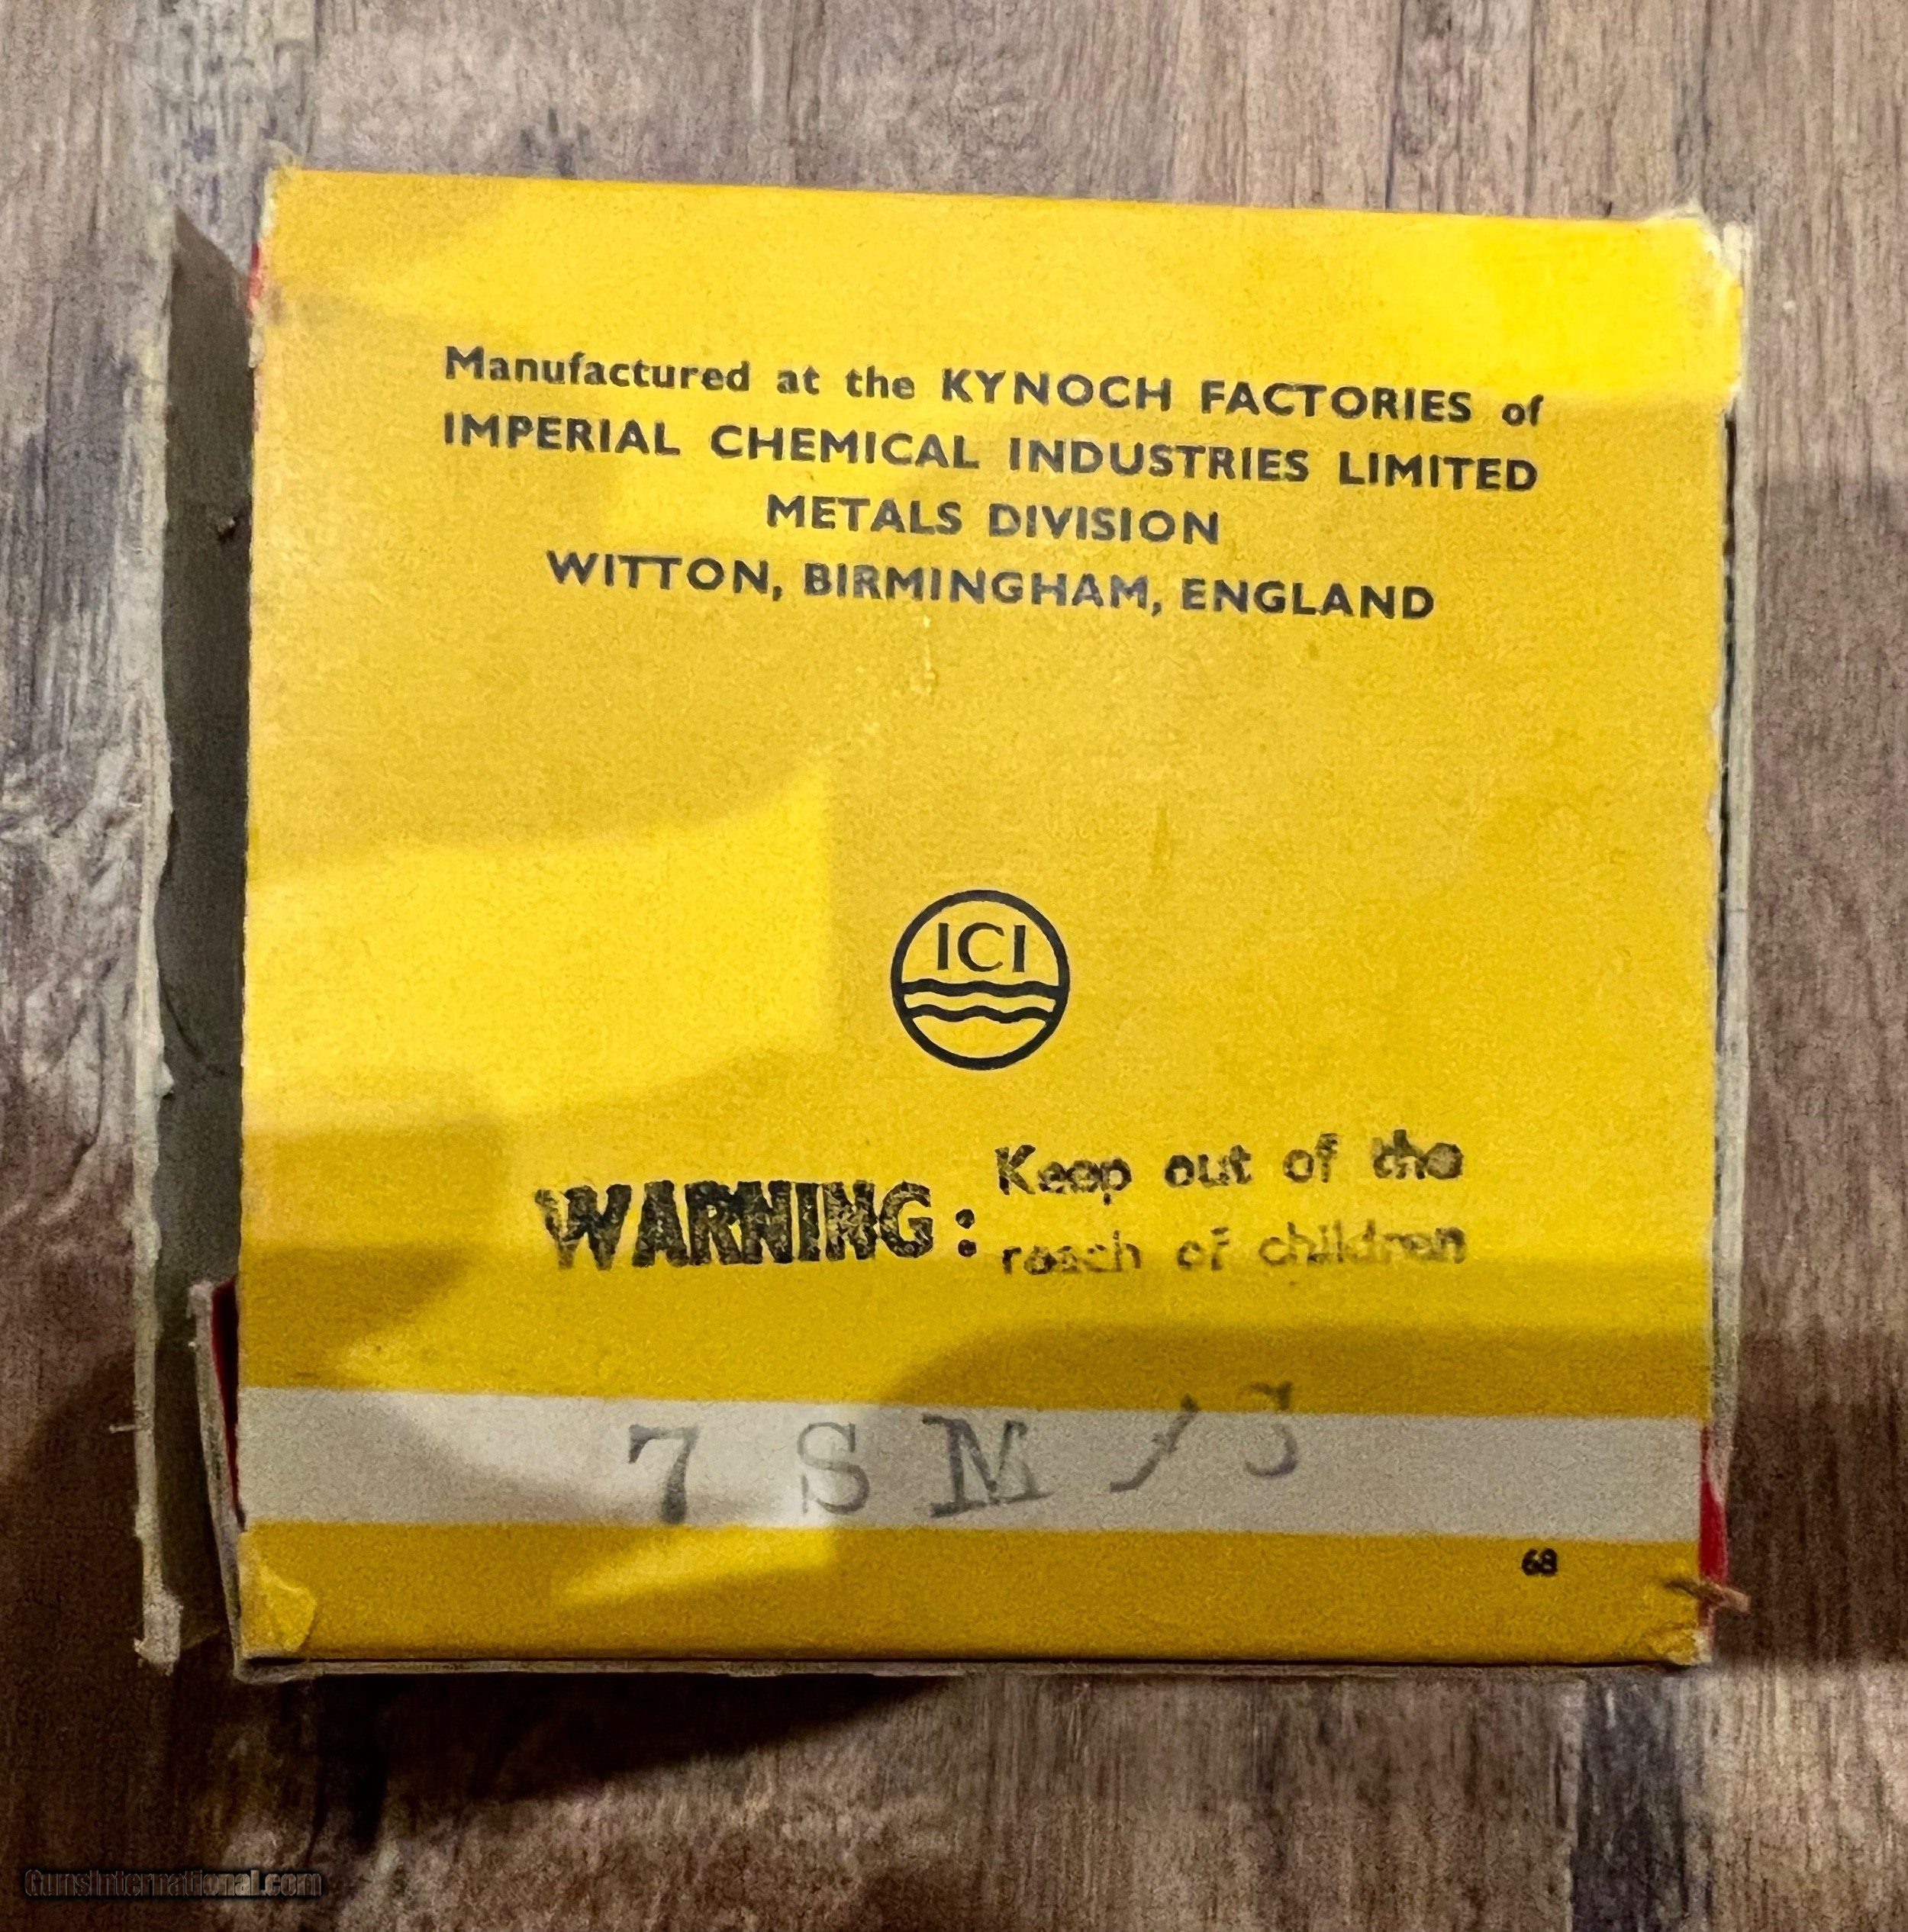 Manufactured at the KYNOCH FACTORIES of
IMPERIAL CHEMICAL INDUSTRIES LIMITED
METALS DIVISION
WITTON, BIRMINGHAM, ENGLAND
ICI
WARNING: Keep out of the
reach of children
7 S M / S
68
GunsInternational.com